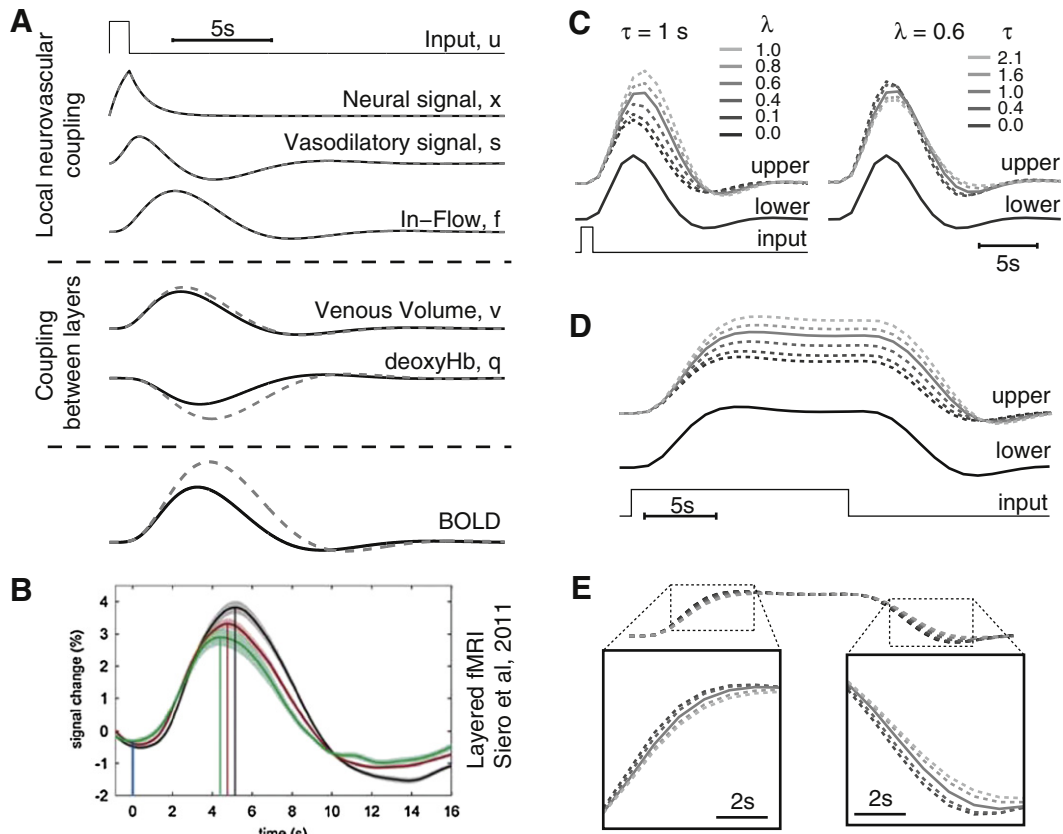 A
Local neurovascular
coupling
5s
Input, u
Neural signal, x
Vasodilatory signal, s
In-Flow, f
Coupling
between layers
Venous Volume, v
deoxyHb, q
BOLD
B
signal change (%)
4
3
2
1
0
-1
-2
0 2 4 6 8 10 12 14 16
time (s)
Layered fMRI
Siero et al, 2011
C
τ = 1 s
λ
1.0
0.8
0.6
0.4
0.1
0.0
upper
lower
input
λ = 0.6
τ
2.1
1.6
1.0
0.4
0.0
upper
lower
5s
D
upper
lower
input
5s
E
2s
2s